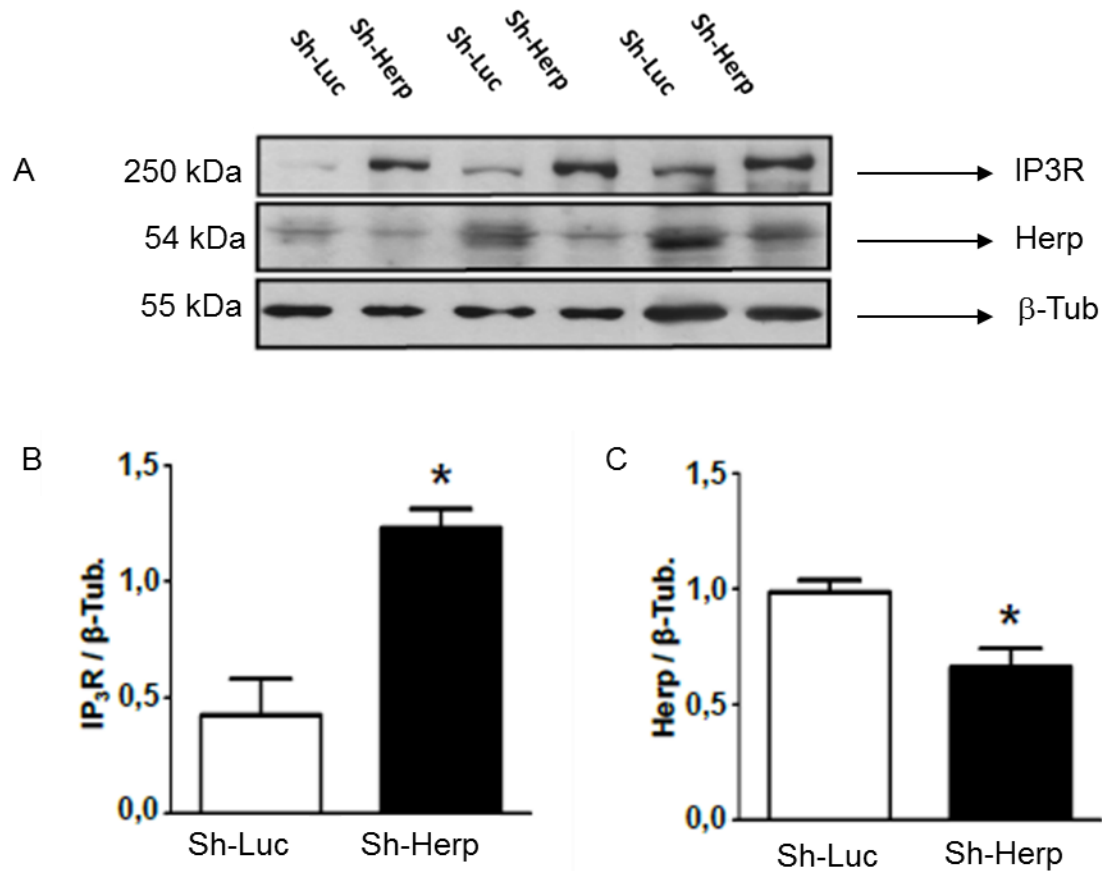 Sh-Luc Sh-Herp Sh-Luc Sh-Herp Sh-Luc Sh-Herp
A
250 kDa IP3R
54 kDa Herp
55 kDa β-Tub
B
1,5
1,0
0,5
0,0
IP₃R / β-Tub.
*
Sh-Luc Sh-Herp
C
1,5
1,0
0,5
0,0
Herp / β-Tub.
*
Sh-Luc Sh-Herp